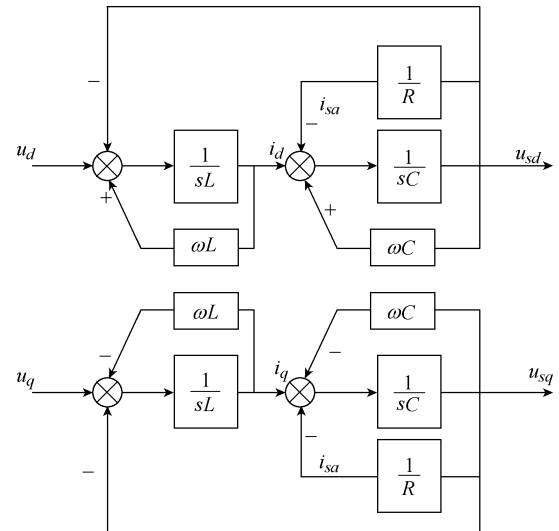 −
1/R
i_sa
−
u_d
1/sL
i_d
1/sC
u_sd
+
+
ωL
ωC
ωL
ωC
−
−
u_q
1/sL
i_q
1/sC
u_sq
−
−
i_sa
1/R